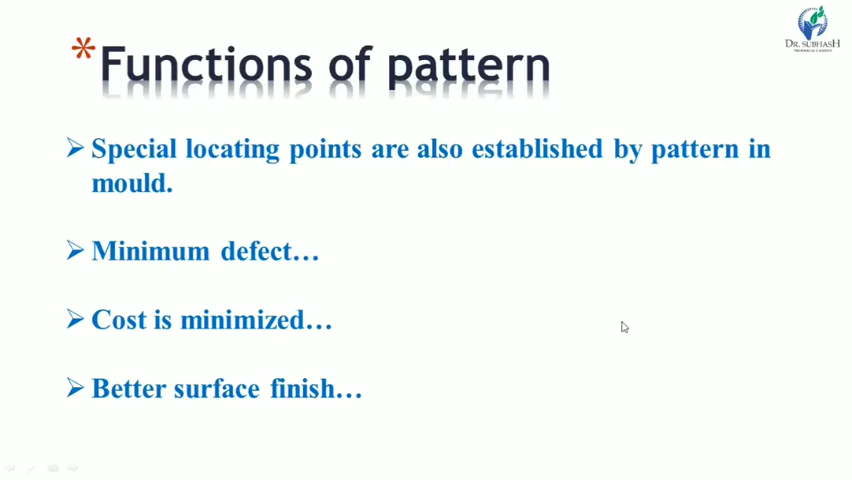 *Functions of pattern
DR. SUBHASH
➢ Special locating points are also established by pattern in
mould.
➢ Minimum defect...
➢ Cost is minimized...
➢ Better surface finish...